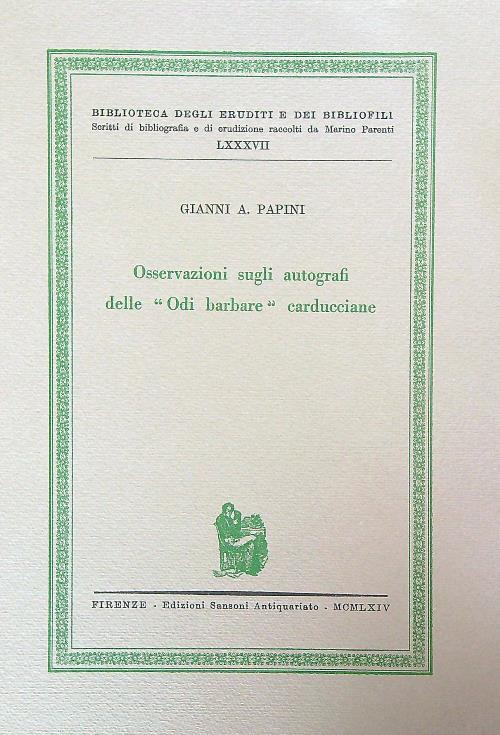 BIBLIOTECA DEGLI ERUDITI E DEI BIBLIOFILI
Scritti di bibliografia e di erudizione raccolti da Marino Parenti
LXXXVII
GIANNI A. PAPINI
Osservazioni sugli autografi
delle “Odi barbare” carducciane
FIRENZE - Edizioni Sansoni Antiquariato - MCMLXIV